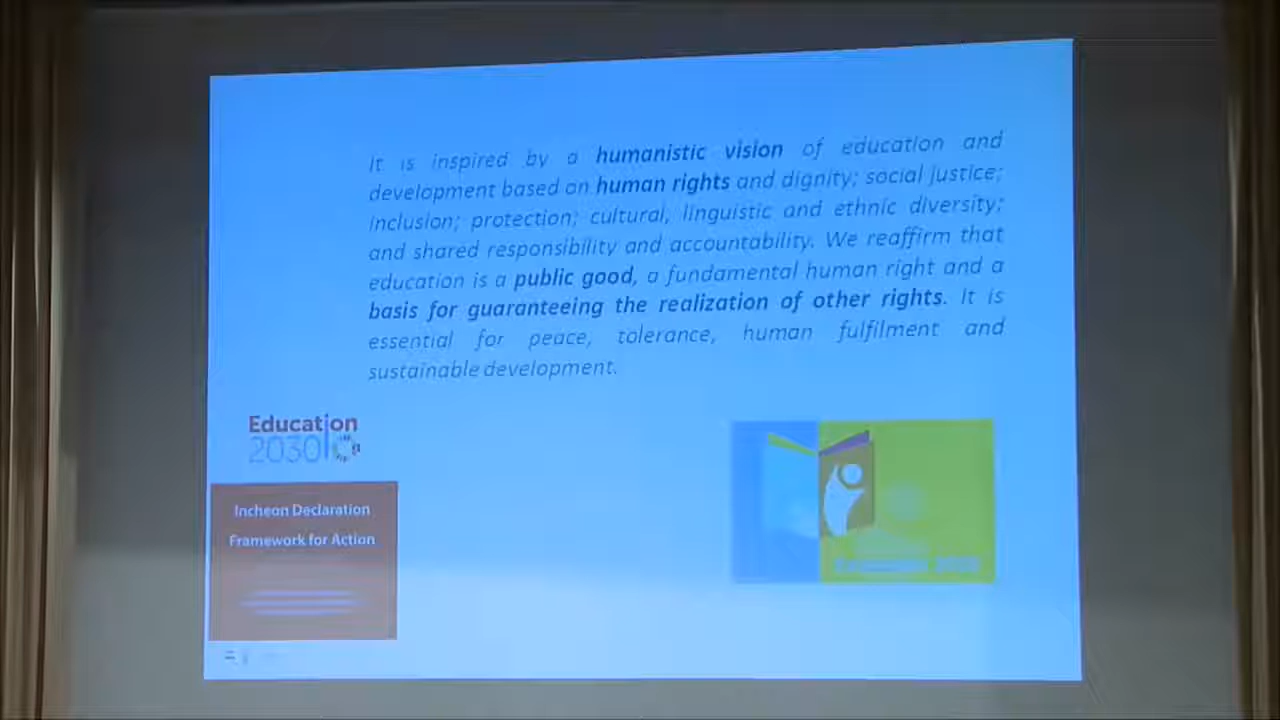 It is inspired by a humanistic vision of education and
development based on human rights and dignity; social justice;
inclusion; protection; cultural, linguistic and ethnic diversity;
and shared responsibility and accountability. We reaffirm that
education is a public good, a fundamental human right and a
basis for guaranteeing the realization of other rights. It is
essential for peace, tolerance, human fulfilment and
sustainable development.
Education
2030
Incheon Declaration
Framework for Action